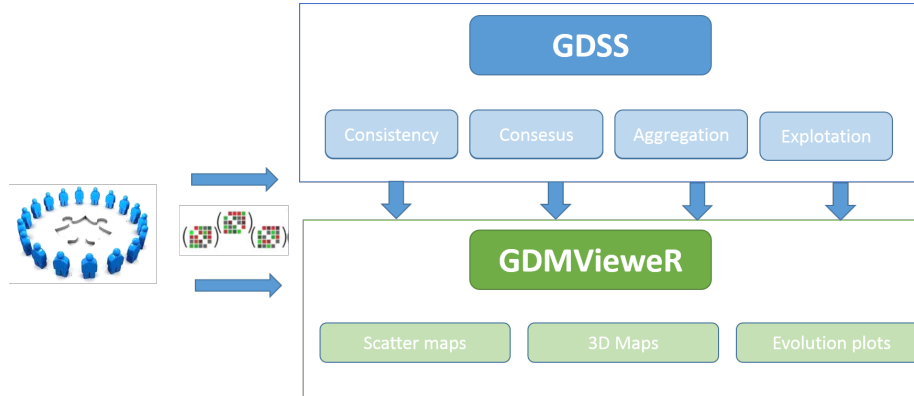 GDSS
Consistency
Consesus
Aggregation
Explotation
GDMVieweR
Scatter maps
3D Maps
Evolution plots